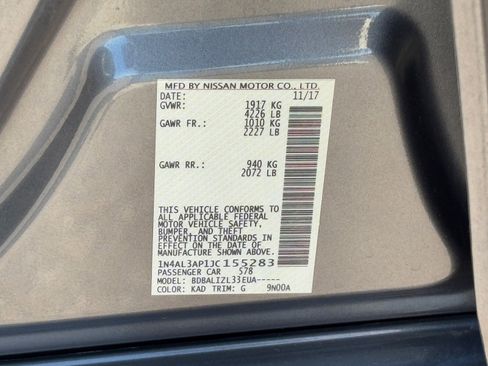 MFD BY NISSAN MOTOR CO., LTD.
DATE: 11/17
GVWR: 1917 KG
4226 LB
GAWR FR.: 1010 KG
2227 LB
GAWR RR.: 940 KG
2072 LB
THIS VEHICLE CONFORMS TO
ALL APPLICABLE FEDERAL
MOTOR VEHICLE SAFETY,
BUMPER, AND THEFT
PREVENTION STANDARDS
IN EFFECT ON THE DATE OF
MANUFACTURE SHOWN ABOVE.
1N4AL3AP1JC155283
PASSENGER CAR 578
MODEL: BDBALIZL33EUA-----
COLOR: KAD TRIM: G 9N00A